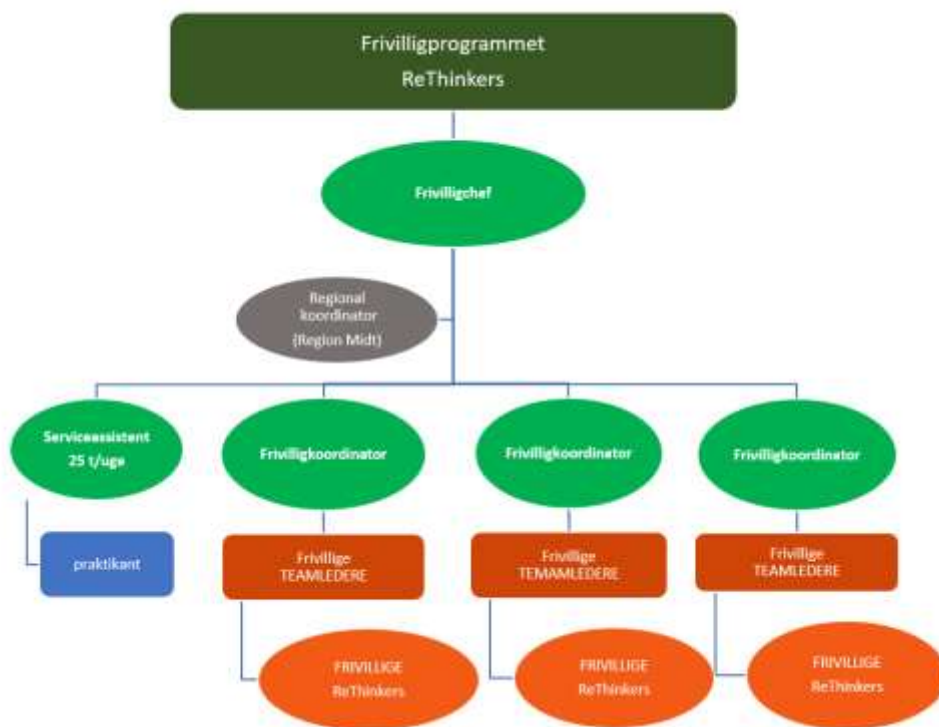 Frivilligprogrammet
ReThinkers
Frivilligchef
Regional
koordinator
(Region Midt)
Serviceassistent
25 t/uge
Frivilligkoordinator
Frivilligkoordinator
Frivilligkoordinator
praktikant
Frivillige
TEAMLEDERE
Frivillige
TEMAMLEDERE
Frivillige
TEAMLEDERE
FRIVILLIGE
ReThinkers
FRIVILLIGE
ReThinkers
FRIVILLIGE
ReThinkers